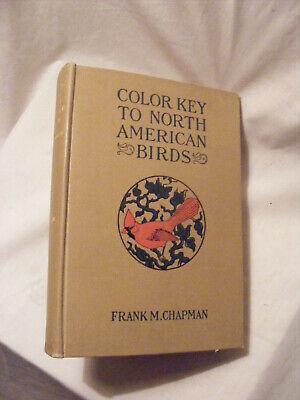 COLOR KEY
TO NORTH
AMERICAN
BIRDS
FRANK M. CHAPMAN